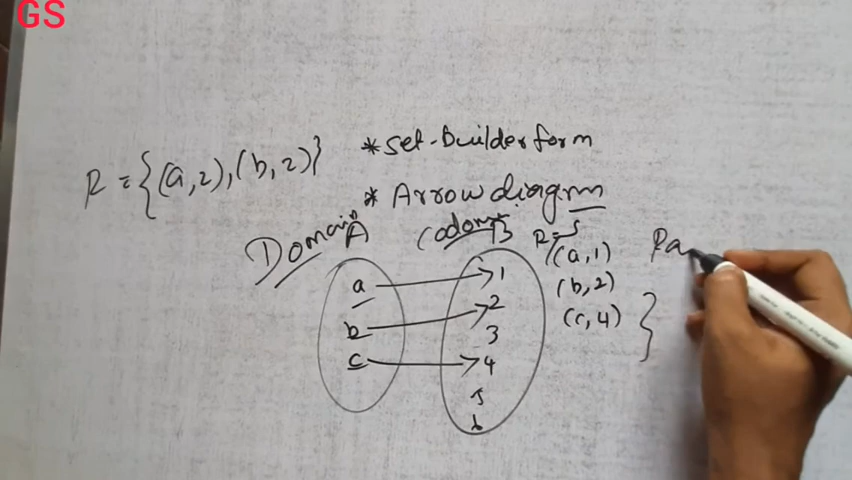 GS
R = {(a,2),(b,2)}
* Set-Builder form
* Arrow diagram
Domain A
Codom B
R = {
(a,1)
(b,2)
(c,4) }
Ra
a
b
c
1
2
3
4
5
6